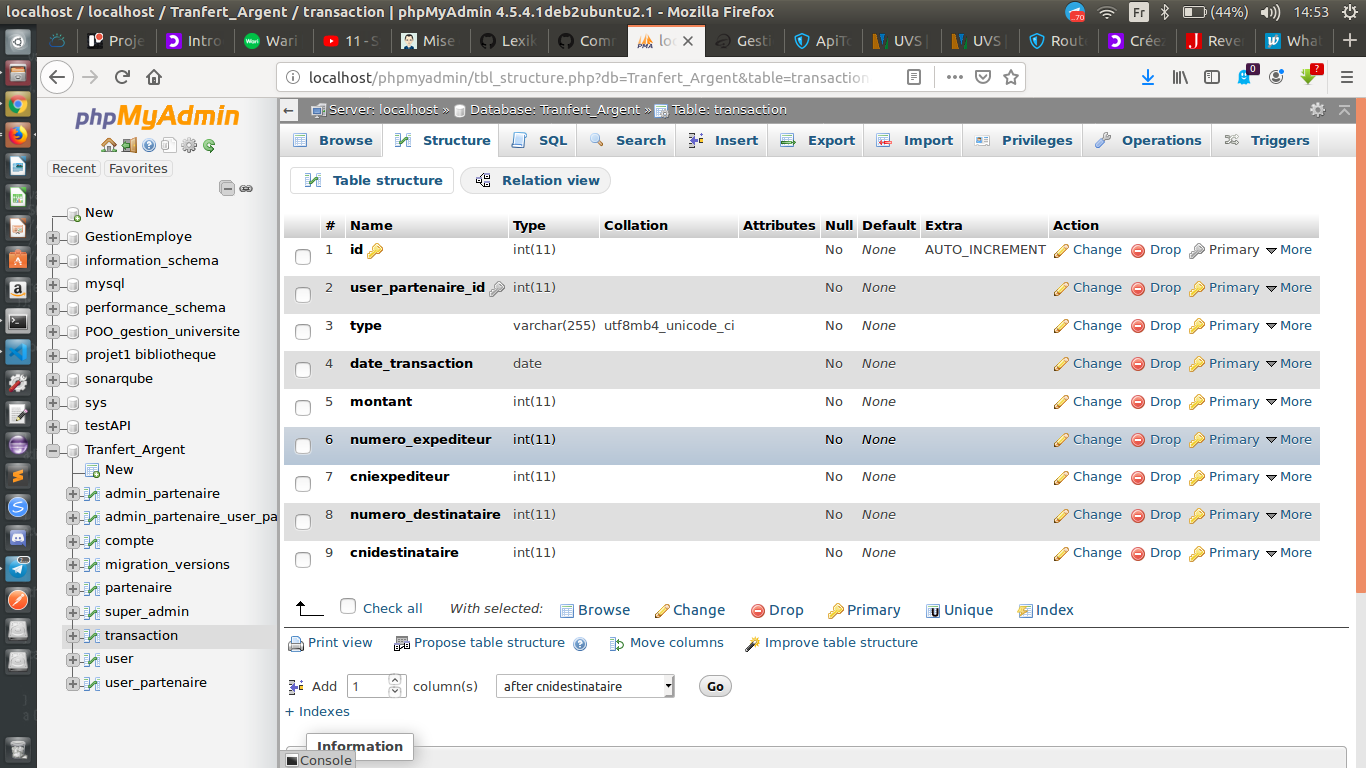 localhost / localhost / Tranfert_Argent / transaction | phpMyAdmin 4.5.4.1deb2ubuntu2.1 - Mozilla Firefox
70
Fr
(44%)
14:53
Proje
Intro
Wari
11 - S
Mise
Lexik
Com
loc
PMA
Gesti
ApiTo
UVS |
UVS |
Rout
Créez
Rever
What
localhost/phpmyadmin/tbl_structure.php?db=Tranfert_Argent&table=transaction
0
?
phpMyAdmin
Recent
Favorites
New
GestionEmploye
information_schema
mysql
performance_schema
POO_gestion_universite
projet1 bibliotheque
sonarqube
sys
testAPI
Tranfert_Argent
New
admin_partenaire
admin_partenaire_user_pa
compte
migration_versions
partenaire
super_admin
transaction
user
user_partenaire
Server: localhost » Database: Tranfert_Argent » Table: transaction
Browse Structure SQL Search Insert Export Import Privileges Operations Triggers
Table structure Relation view
# Name Type Collation Attributes Null Default Extra Action
1 id int(11) No None AUTO_INCREMENT Change Drop Primary More
2 user_partenaire_id int(11) No None Change Drop Primary More
3 type varchar(255) utf8mb4_unicode_ci No None Change Drop Primary More
4 date_transaction date No None Change Drop Primary More
5 montant int(11) No None Change Drop Primary More
6 numero_expediteur int(11) No None Change Drop Primary More
7 cniexpediteur int(11) No None Change Drop Primary More
8 numero_destinataire int(11) No None Change Drop Primary More
9 cnidestinataire int(11) No None Change Drop Primary More
Check all With selected: Browse Change Drop Primary Unique Index
Print view Propose table structure Move columns Improve table structure
Add 1 column(s) after cnidestinataire Go
+ Indexes
Information
Console